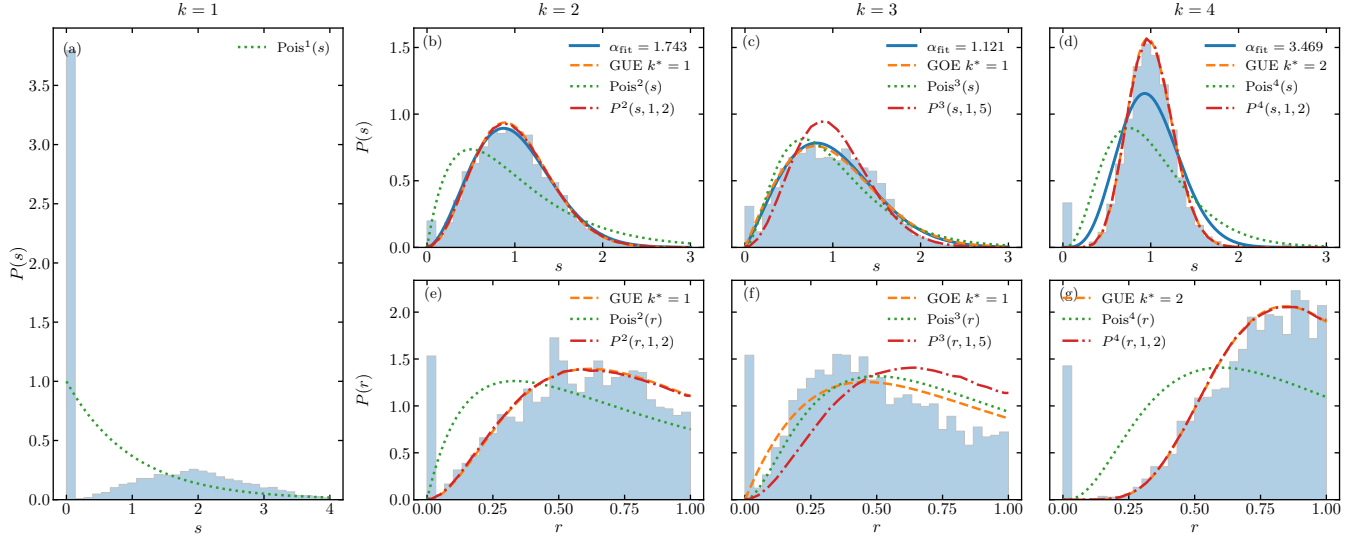 k = 1
k = 2
k = 3
k = 4
(a)
Pois¹(s)
P(s)
0.0
0.5
1.0
1.5
2.0
2.5
3.0
3.5
0 1 2 3 4
s
(b)
α_fit = 1.743
GUE k* = 1
Pois²(s)
P²(s, 1, 2)
P(s)
0.0
0.5
1.0
1.5
0 1 2 3
s
(c)
α_fit = 1.121
GOE k* = 1
Pois³(s)
P³(s, 1, 5)
0 1 2 3
s
(d)
α_fit = 3.469
GUE k* = 2
Pois⁴(s)
P⁴(s, 1, 2)
0 1 2 3
s
(e)
GUE k* = 1
Pois²(r)
P²(r, 1, 2)
P(r)
0.0
0.5
1.0
1.5
2.0
0.00 0.25 0.50 0.75 1.00
r
(f)
GOE k* = 1
Pois³(r)
P³(r, 1, 5)
0.00 0.25 0.50 0.75 1.00
r
(g)
GUE k* = 2
Pois⁴(r)
P⁴(r, 1, 2)
0.00 0.25 0.50 0.75 1.00
r